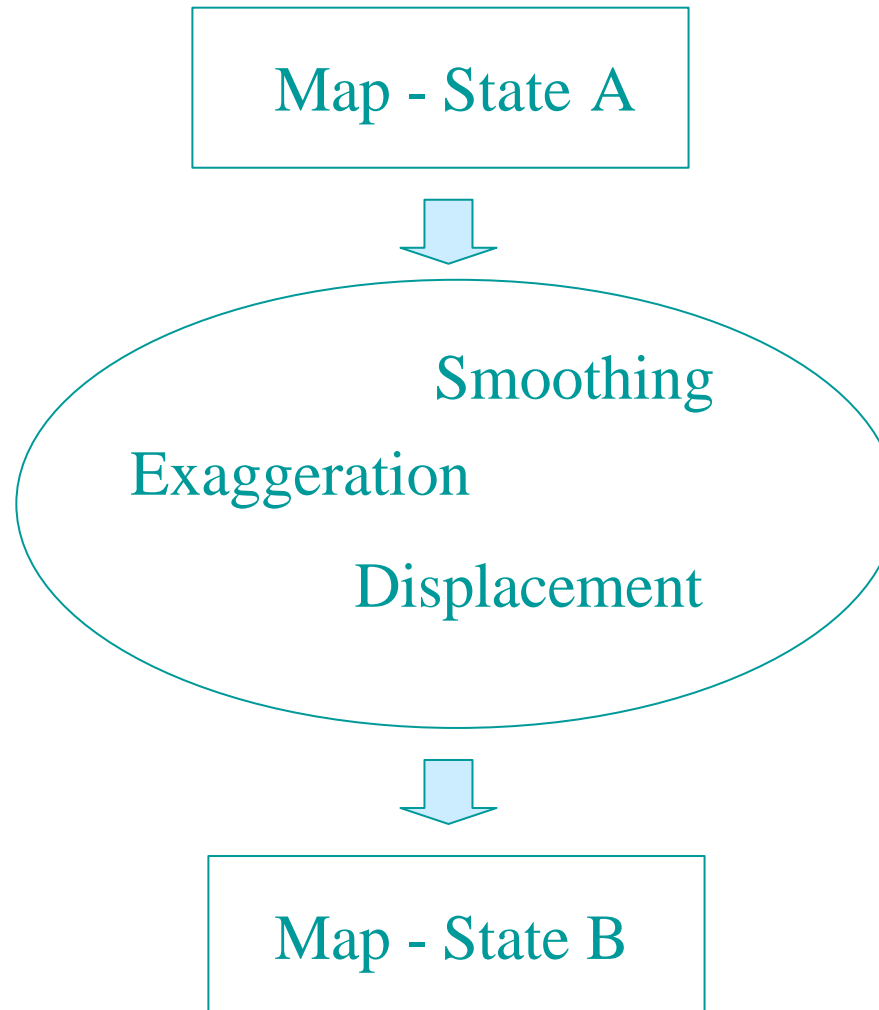 Map - State A
Smoothing
Exaggeration
Displacement
Map - State B